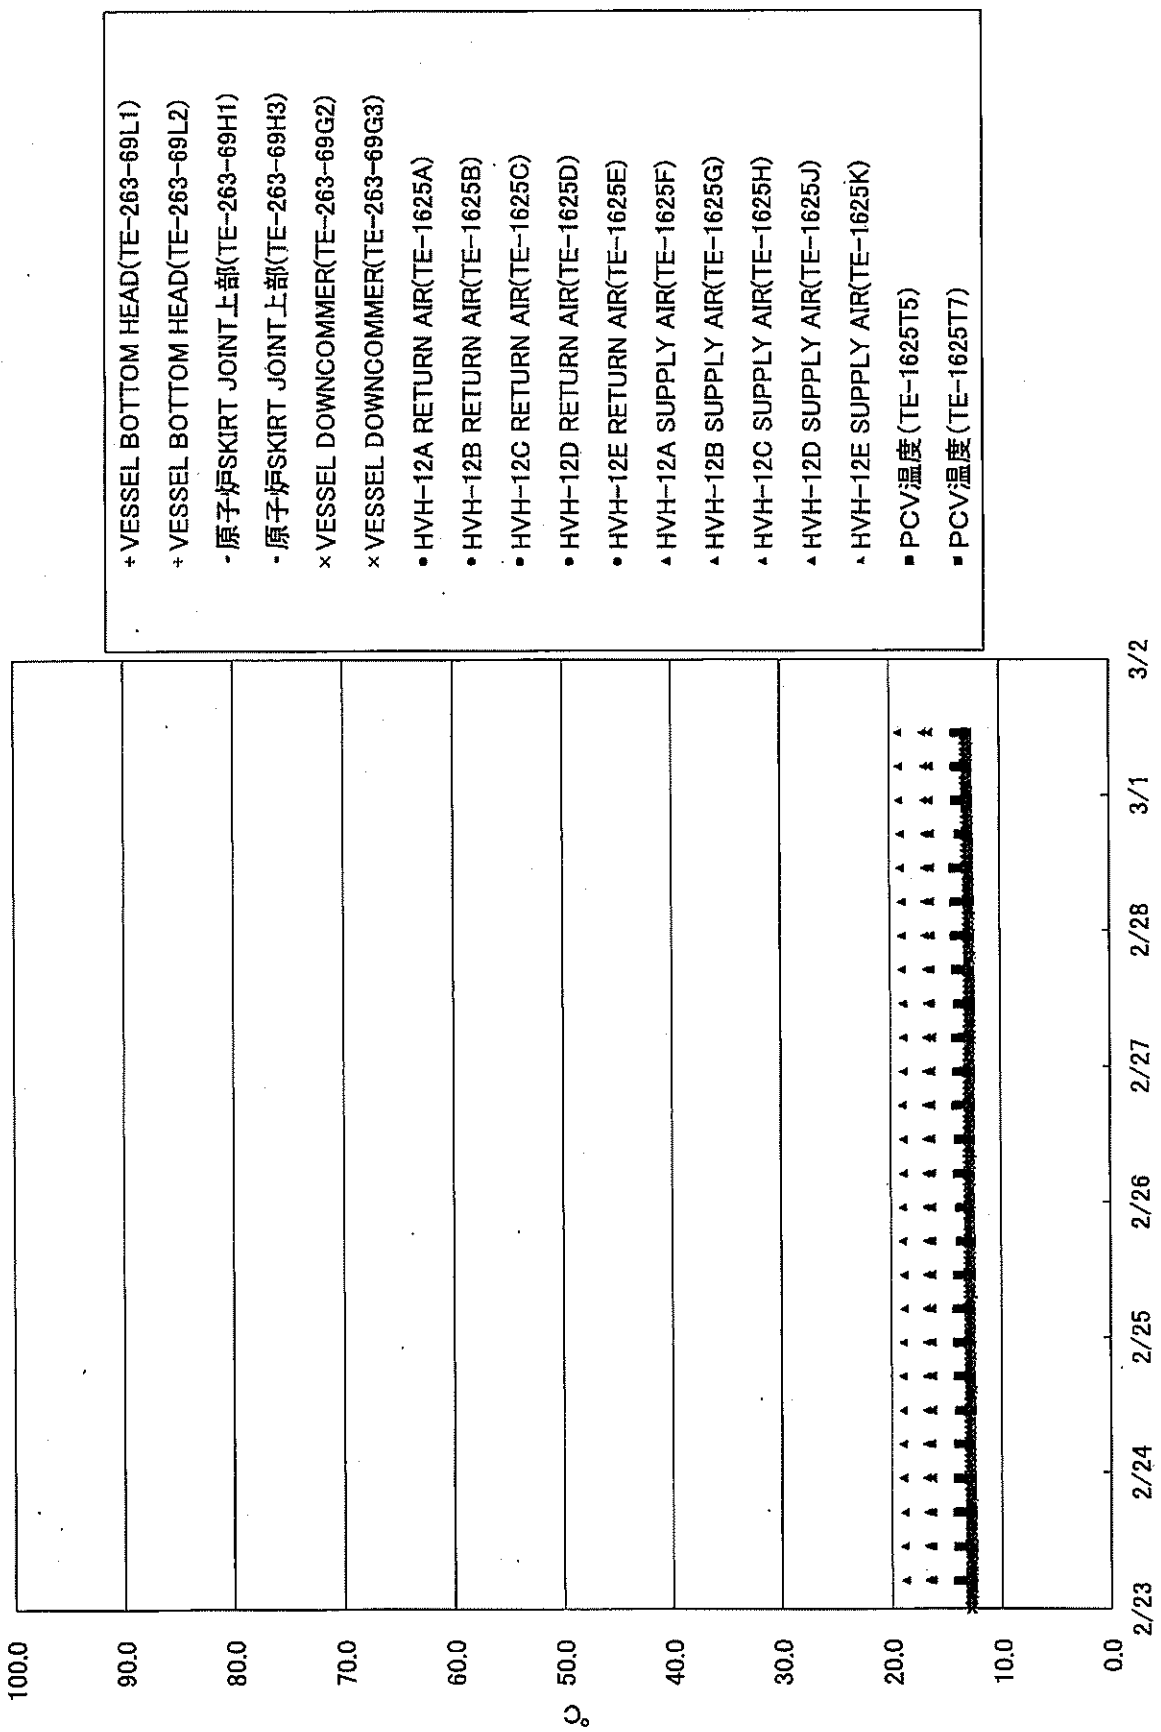 100.0
90.0
80.0
70.0
60.0
50.0
40.0
30.0
20.0
10.0
0.0
℃
2/23
2/24
2/25
2/26
2/27
2/28
3/1
3/2
+ VESSEL BOTTOM HEAD(TE-263-69L1)
+ VESSEL BOTTOM HEAD(TE-263-69L2)
- 原子炉SKIRT JOINT上部(TE-263-69H1)
- 原子炉SKIRT JOINT上部(TE-263-69H3)
× VESSEL DOWNCOMMER(TE-263-69G2)
× VESSEL DOWNCOMMER(TE-263-69G3)
● HVH-12A RETURN AIR(TE-1625A)
● HVH-12B RETURN AIR(TE-1625B)
● HVH-12C RETURN AIR(TE-1625C)
● HVH-12D RETURN AIR(TE-1625D)
● HVH-12E RETURN AIR(TE-1625E)
▲ HVH-12A SUPPLY AIR(TE-1625F)
▲ HVH-12B SUPPLY AIR(TE-1625G)
▲ HVH-12C SUPPLY AIR(TE-1625H)
▲ HVH-12D SUPPLY AIR(TE-1625J)
▲ HVH-12E SUPPLY AIR(TE-1625K)
■ PCV温度(TE-1625T5)
■ PCV温度(TE-1625T7)